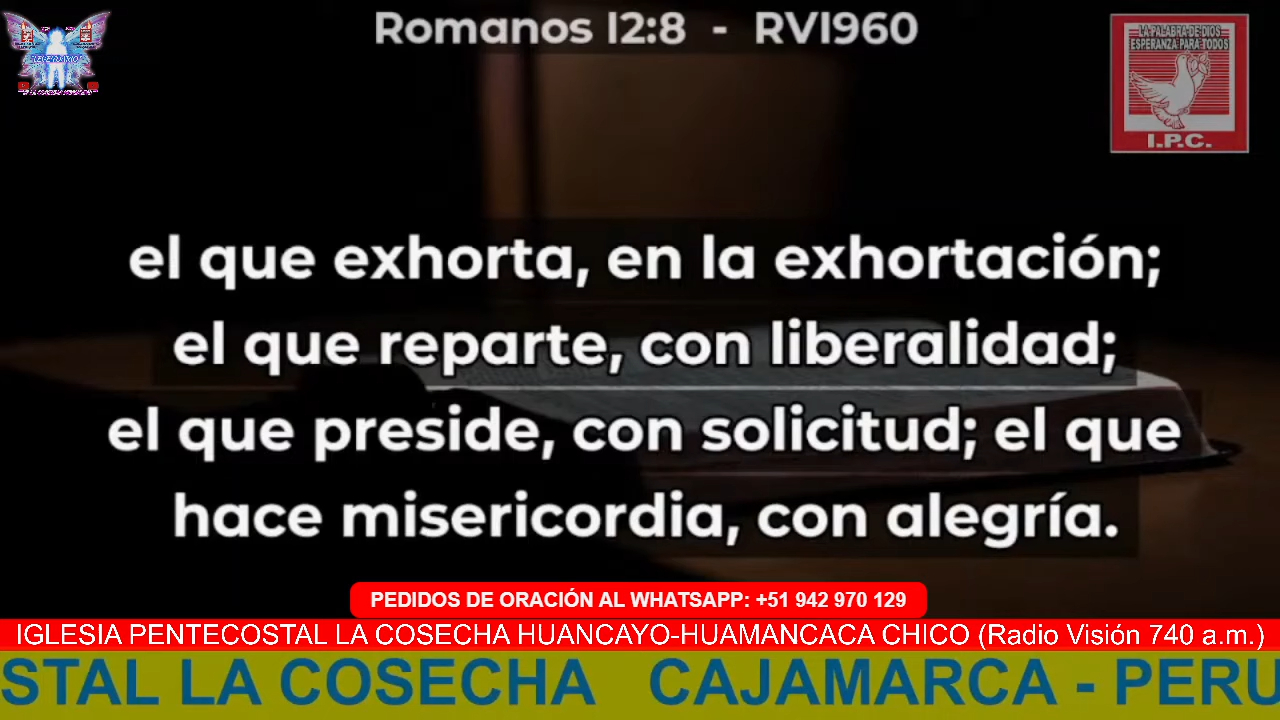 Romanos 12:8 - RV1960
LA PALABRA DE DIOS
ESPERANZA PARA TODOS
I.P.C.
el que exhorta, en la exhortación;
el que reparte, con liberalidad;
el que preside, con solicitud; el que
hace misericordia, con alegría.
PEDIDOS DE ORACIÓN AL WHATSAPP: +51 942 970 129
IGLESIA PENTECOSTAL LA COSECHA HUANCAYO-HUAMANCACA CHICO (Radio Visión 740 a.m.)
STAL LA COSECHA CAJAMARCA - PERU